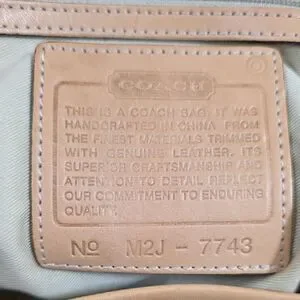 COACH
THIS IS A COACH BAG. IT WAS
HANDCRAFTED IN CHINA FROM
THE FINEST MATERIALS TRIMMED
WITH GENUINE LEATHER. ITS
SUPERIOR CRAFTSMANSHIP AND
ATTENTION TO DETAIL REFLECT
OUR COMMITMENT TO ENDURING
QUALITY.
No M2J - 7743